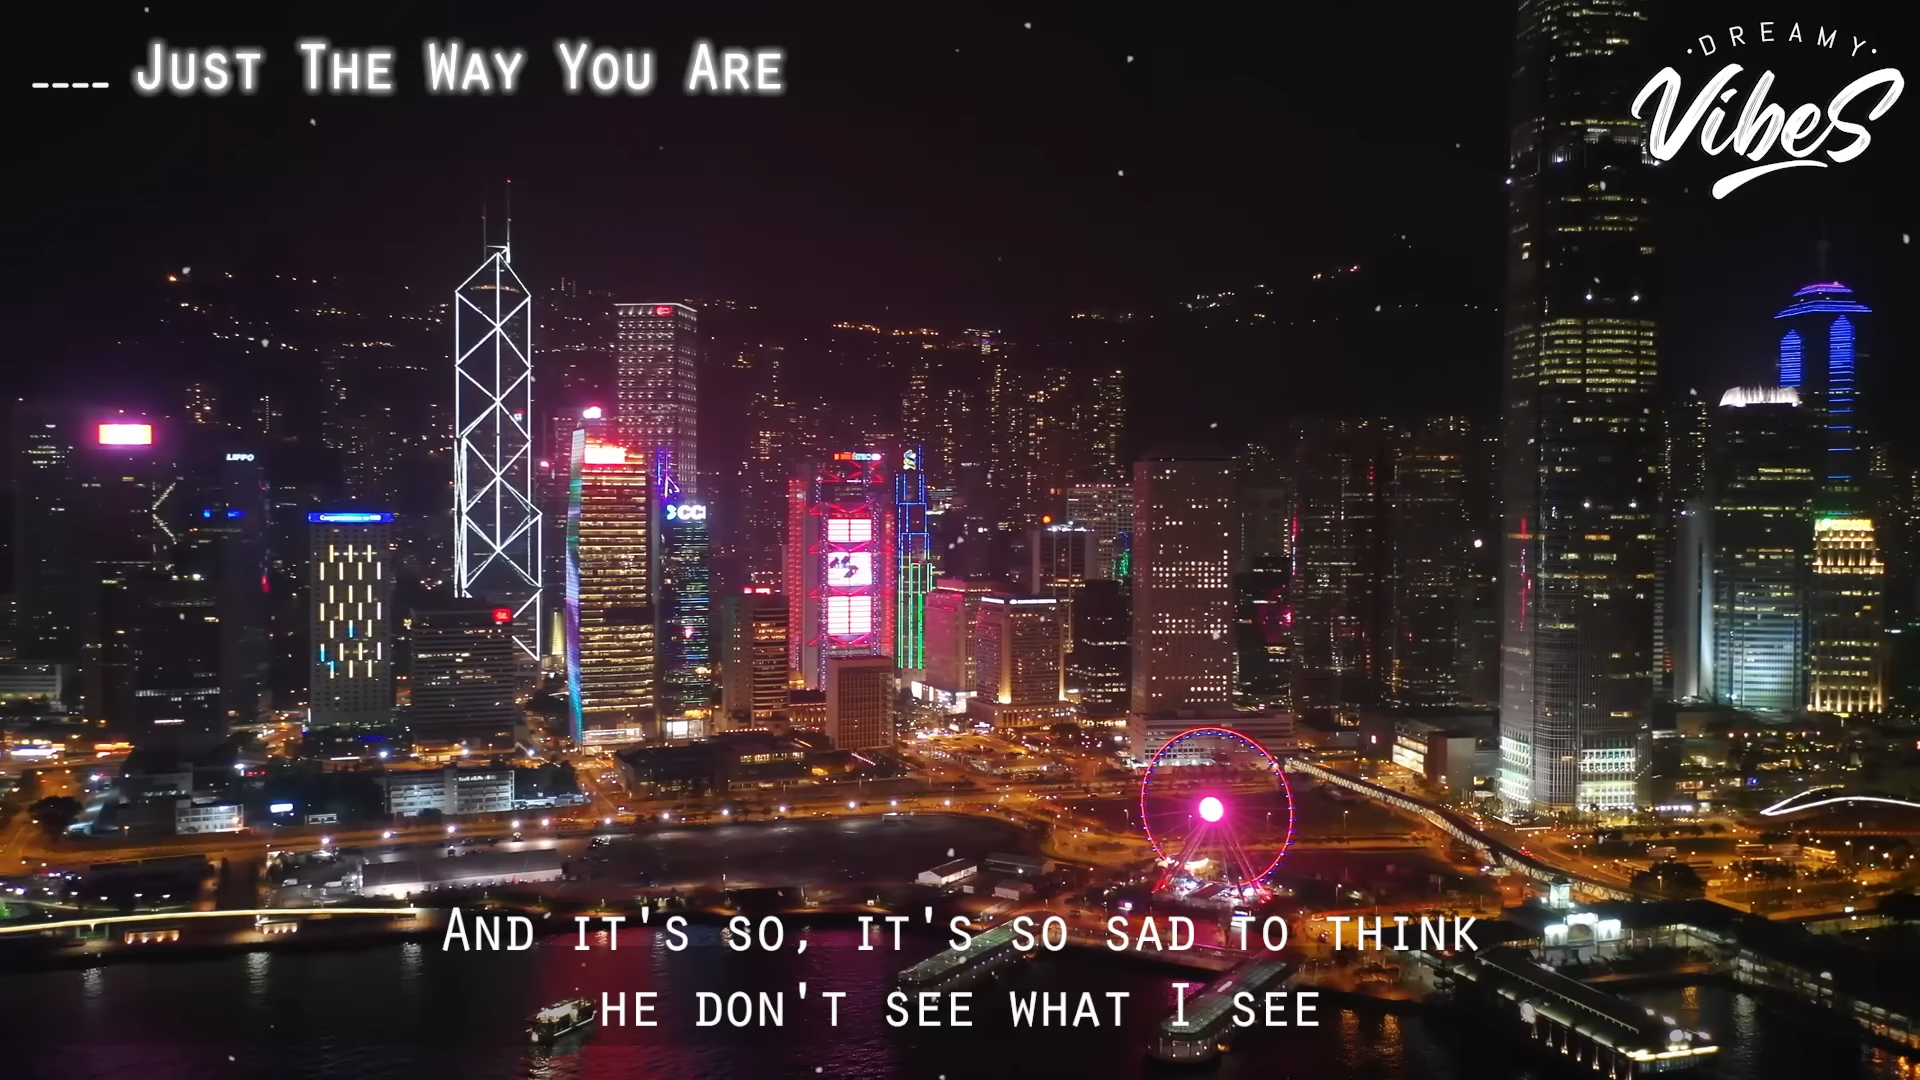 ---- Just The Way You Are
·DREAMY·
Vibes
LIPPO
And it's so, it's so sad to think
he don't see what I see